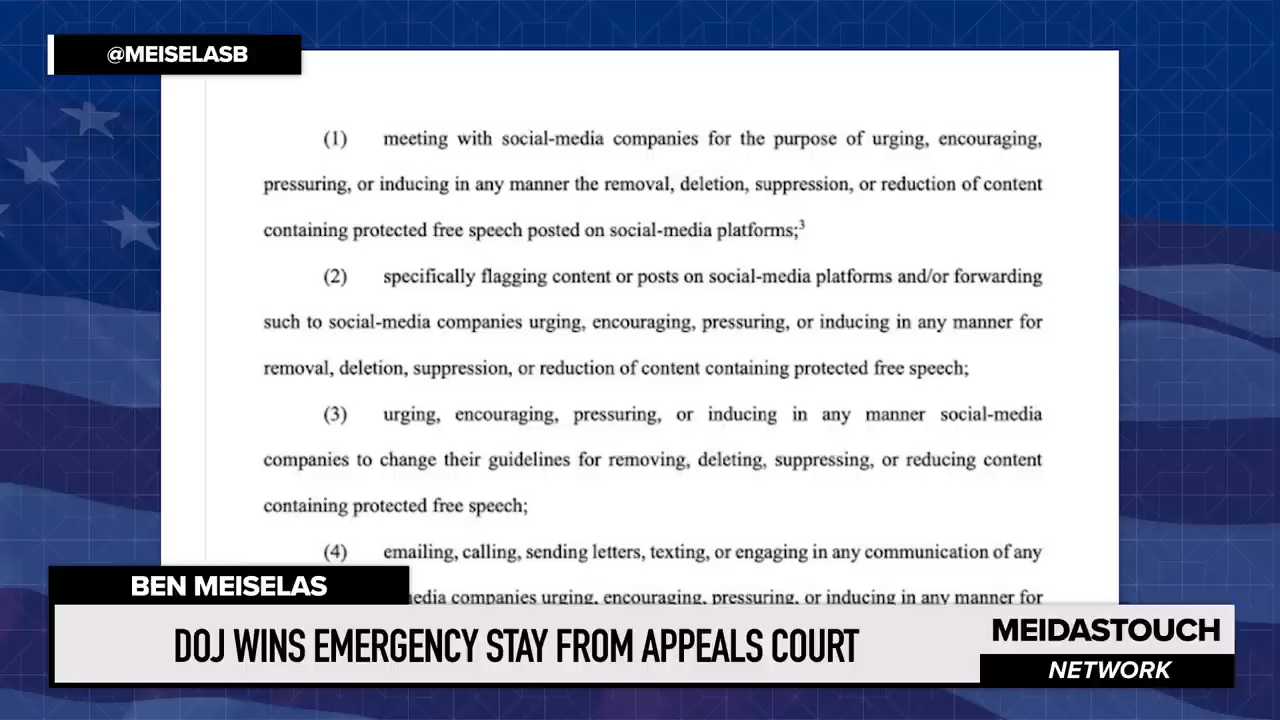 @MEISELASB
(1) meeting with social-media companies for the purpose of urging, encouraging,
pressuring, or inducing in any manner the removal, deletion, suppression, or reduction of content
containing protected free speech posted on social-media platforms;3
(2) specifically flagging content or posts on social-media platforms and/or forwarding
such to social-media companies urging, encouraging, pressuring, or inducing in any manner for
removal, deletion, suppression, or reduction of content containing protected free speech;
(3) urging, encouraging, pressuring, or inducing in any manner social-media
companies to change their guidelines for removing, deleting, suppressing, or reducing content
containing protected free speech;
(4) emailing, calling, sending letters, texting, or engaging in any communication of any
companies urging, encouraging, pressuring, or inducing in any manner for
BEN MEISELAS
DOJ WINS EMERGENCY STAY FROM APPEALS COURT
MEIDASTOUCH
NETWORK